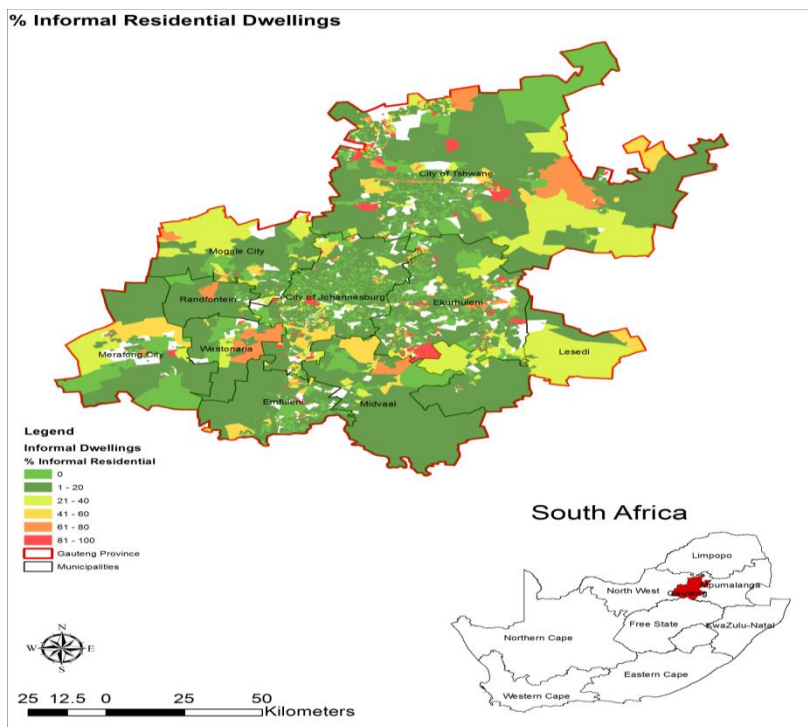 % Informal Residential Dwellings
City of Tshwane
Mogale City
Randfontein
City of Johannesburg
Ekurhuleni
Merafong City
Westonaria
Lesedi
Emfuleni
Midvaal
Legend
Informal Dwellings
% Informal Residential
0
1 - 20
21 - 40
41 - 60
61 - 80
81 - 100
Gauteng Province
Municipalities
South Africa
Limpopo
North West
Mpumalanga
Gauteng
Free State
KwaZulu-Natal
Northern Cape
Eastern Cape
Western Cape
N
W E
S
25 12.5 0 25 50
Kilometers